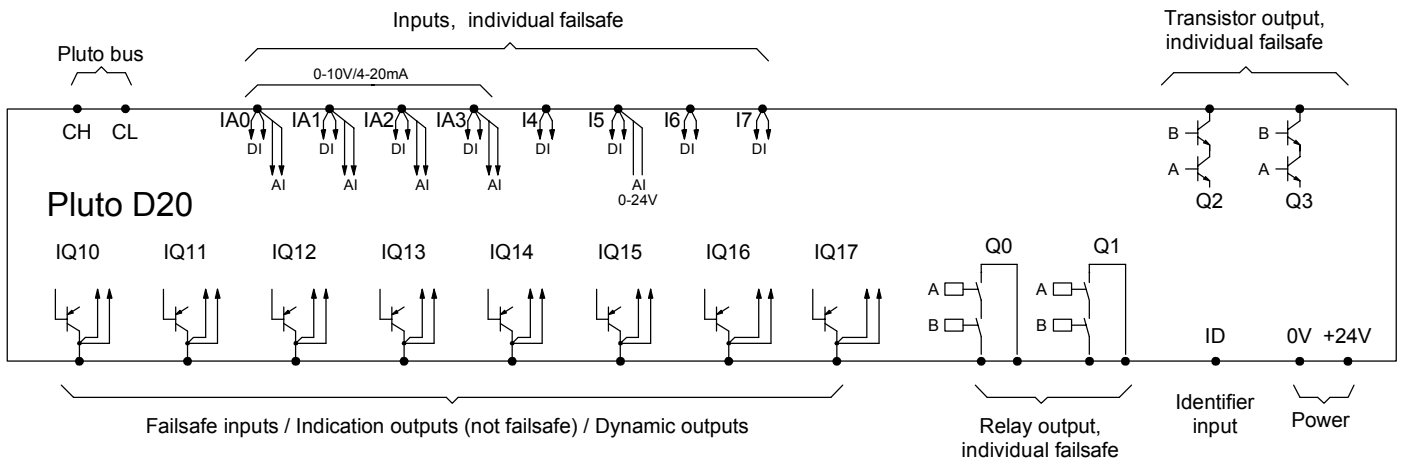 Inputs, individual failsafe
Transistor output,
individual failsafe
Pluto bus
0-10V/4-20mA
CH CL IA0 IA1 IA2 IA3 I4 I5 I6 I7
DI DI DI DI DI DI DI DI
AI AI AI AI AI
0-24V
B B
A A
Q2 Q3
Pluto D20
IQ10 IQ11 IQ12 IQ13 IQ14 IQ15 IQ16 IQ17 Q0 Q1
A A
B B
ID 0V +24V
Failsafe inputs / Indication outputs (not failsafe) / Dynamic outputs
Relay output,
individual failsafe
Identifier
input
Power